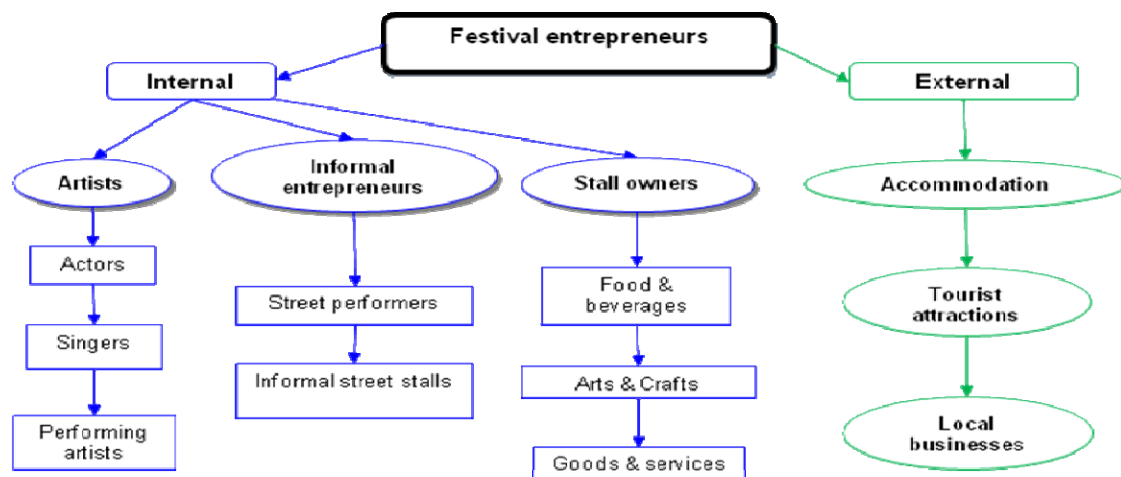 Festival entrepreneurs
Internal
External
Artists
Informal
entrepreneurs
Stall owners
Accommodation
Actors
Street performers
Food &
beverages
Tourist
attractions
Singers
Informal street stalls
Arts & Crafts
Performing
artists
Goods & services
Local
businesses